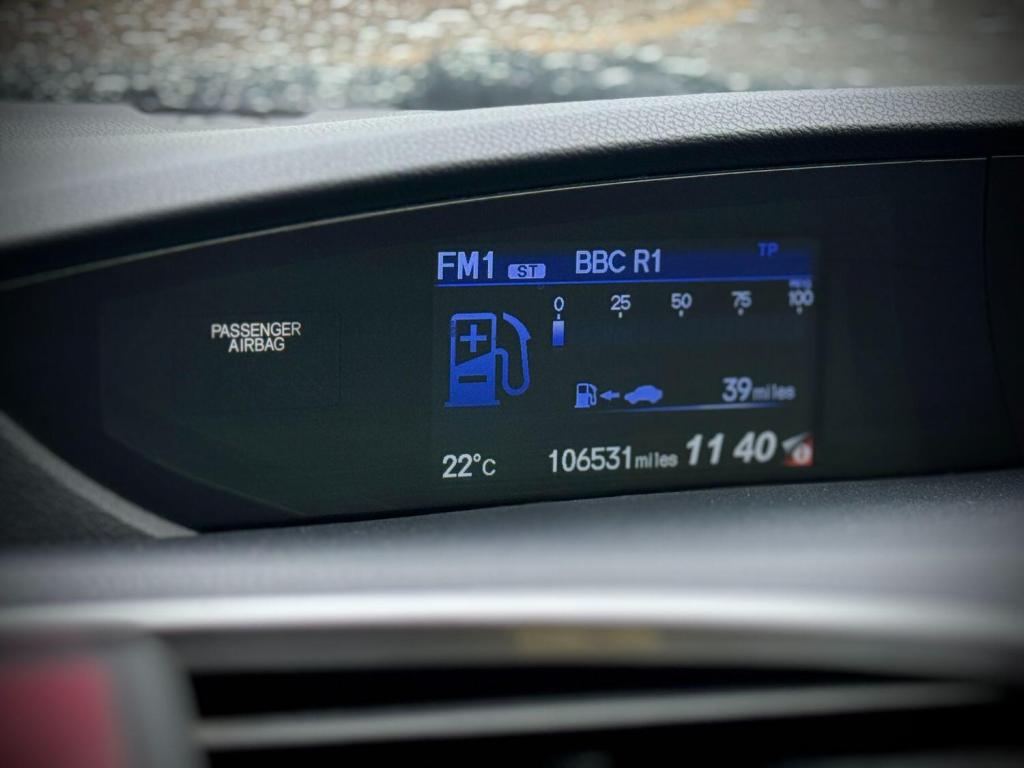 FM1 ST BBC R1 TP
0 25 50 75 100
PASSENGER
AIRBAG
39 miles
22°C 106531 miles 11 40